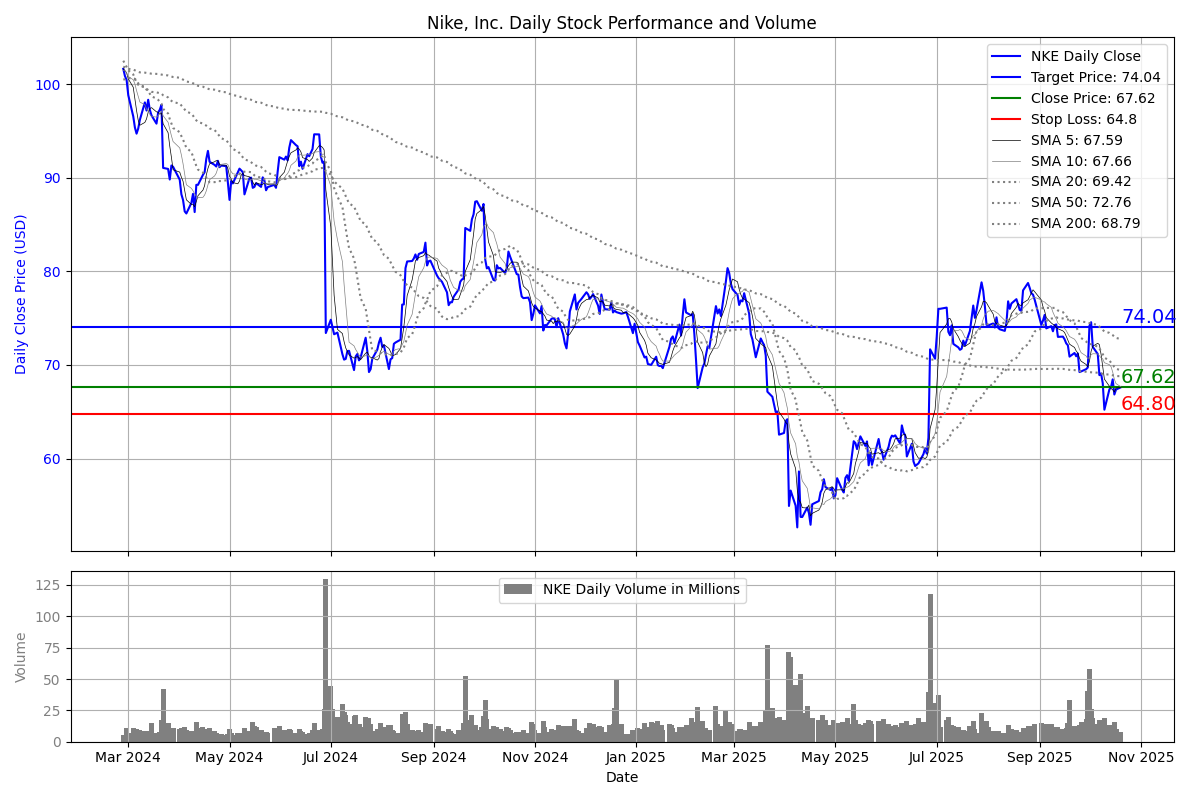 Nike, Inc. Daily Stock Performance and Volume
NKE Daily Close
Target Price: 74.04
Close Price: 67.62
Stop Loss: 64.8
SMA 5: 67.59
SMA 10: 67.66
SMA 20: 69.42
SMA 50: 72.76
SMA 200: 68.79
Daily Close Price (USD)
100
90
80
70
60
74.04
67.62
64.80
NKE Daily Volume in Millions
Volume
125
100
75
50
25
0
Mar 2024 May 2024 Jul 2024 Sep 2024 Nov 2024 Jan 2025 Mar 2025 May 2025 Jul 2025 Sep 2025 Nov 2025
Date